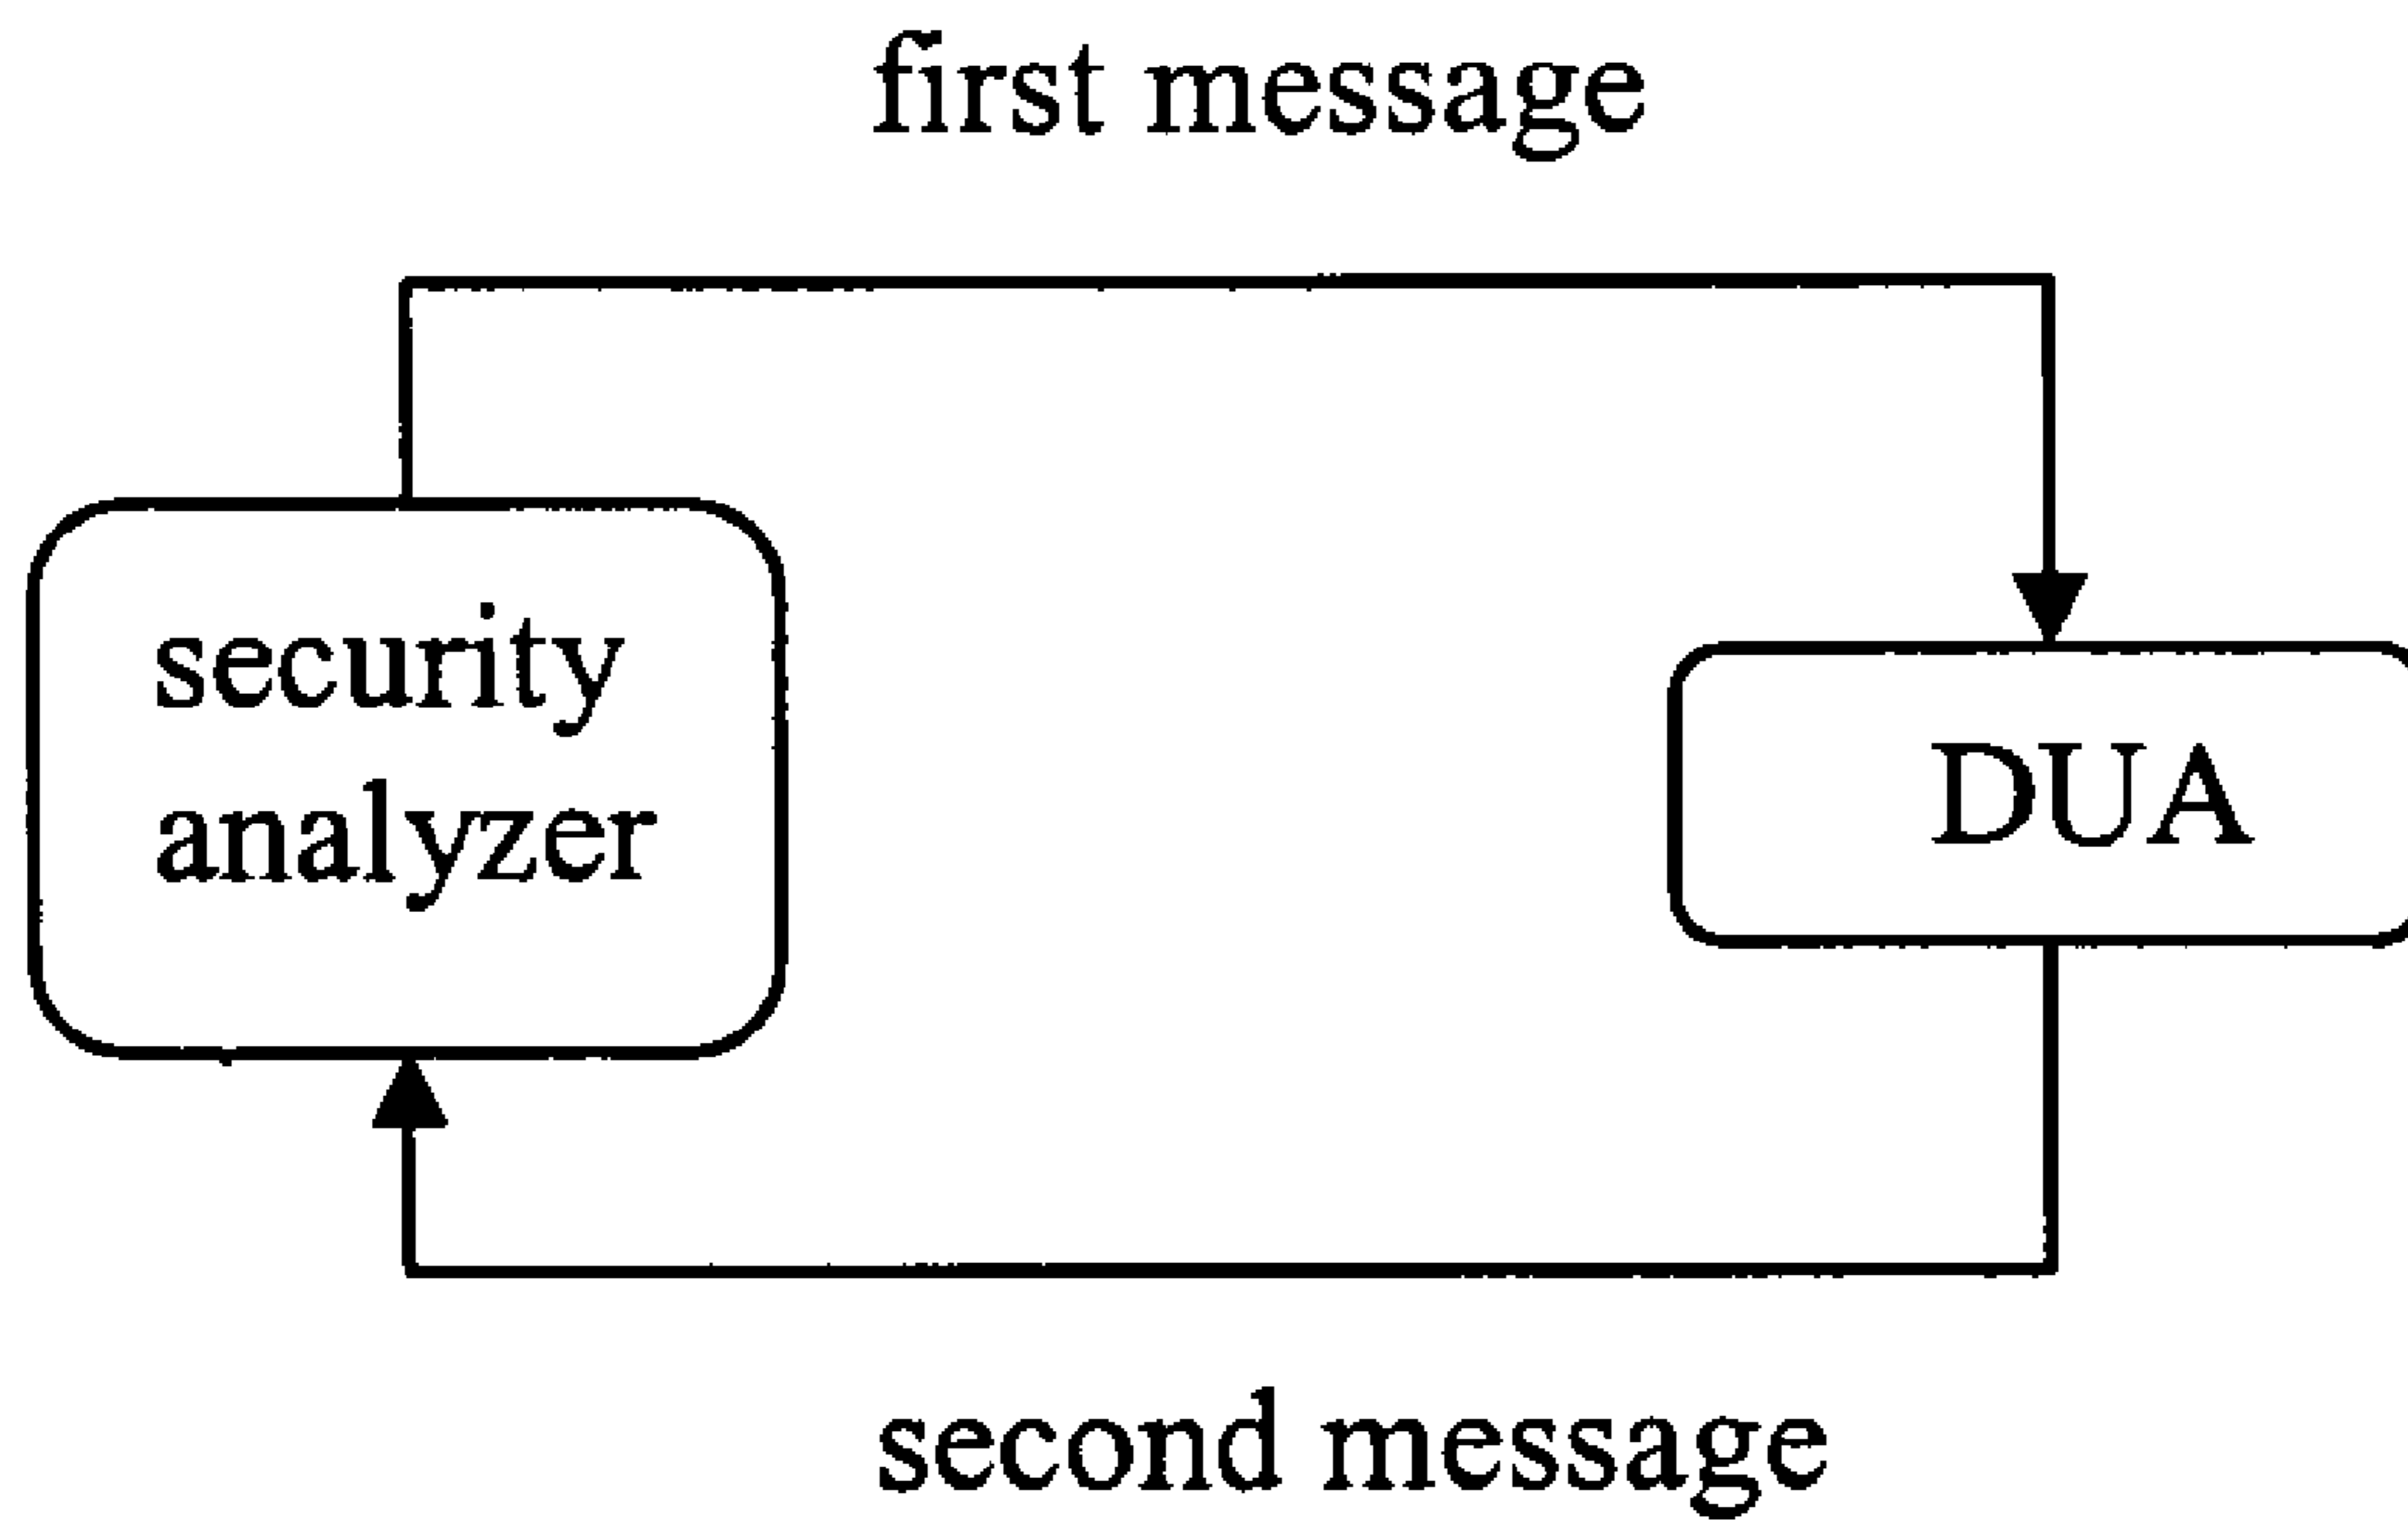 first message
security
analyzer
DUA
second message